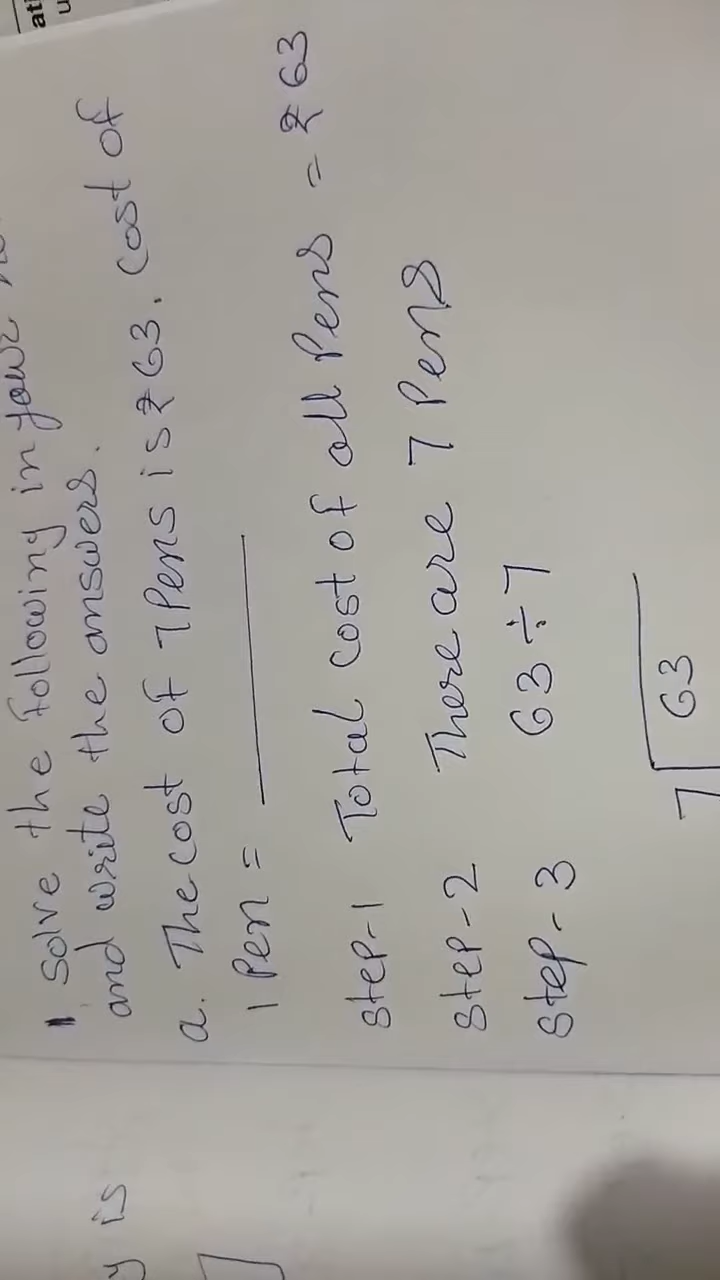 1 Solve the following in your
and write the answers.
a. The cost of 7 Pens is ₹ 63. Cost of
1 Pen = ________
Step-1 Total cost of all Pens = ₹ 63
Step-2 There are 7 Pens
Step-3 63 ÷ 7
7 63